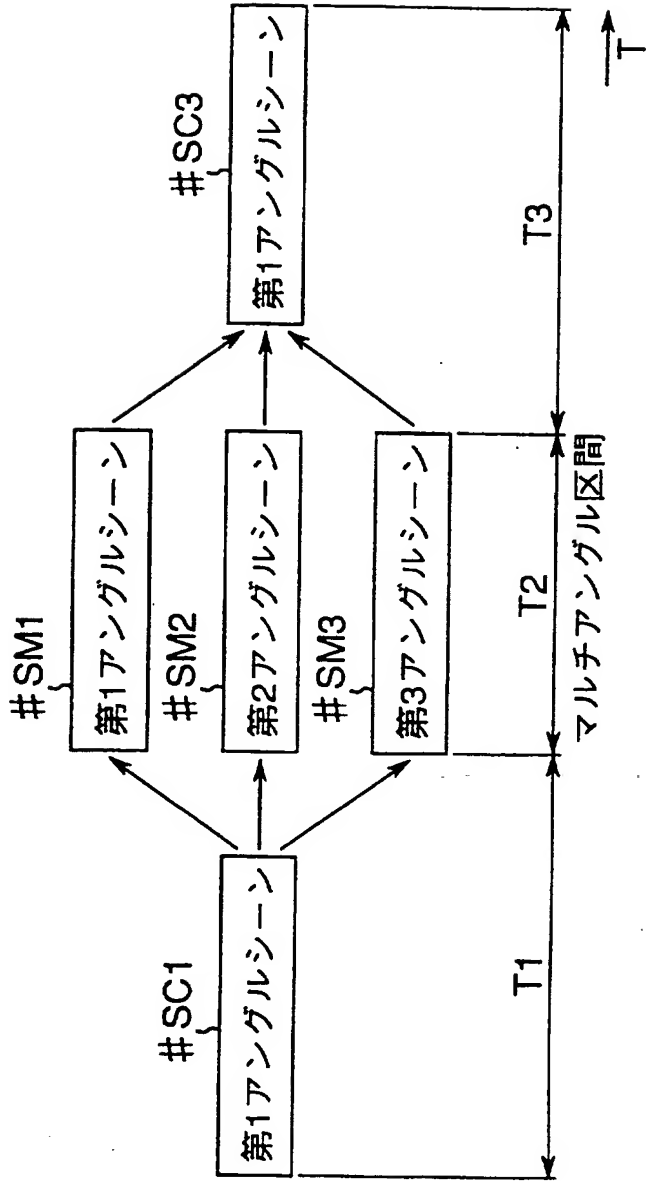 #SC1
第1アングルシーン
#SM1
第1アングルシーン
#SM2
第2アングルシーン
#SM3
第3アングルシーン
#SC3
第1アングルシーン
T1
T2
T3
マルチアングル区間
T